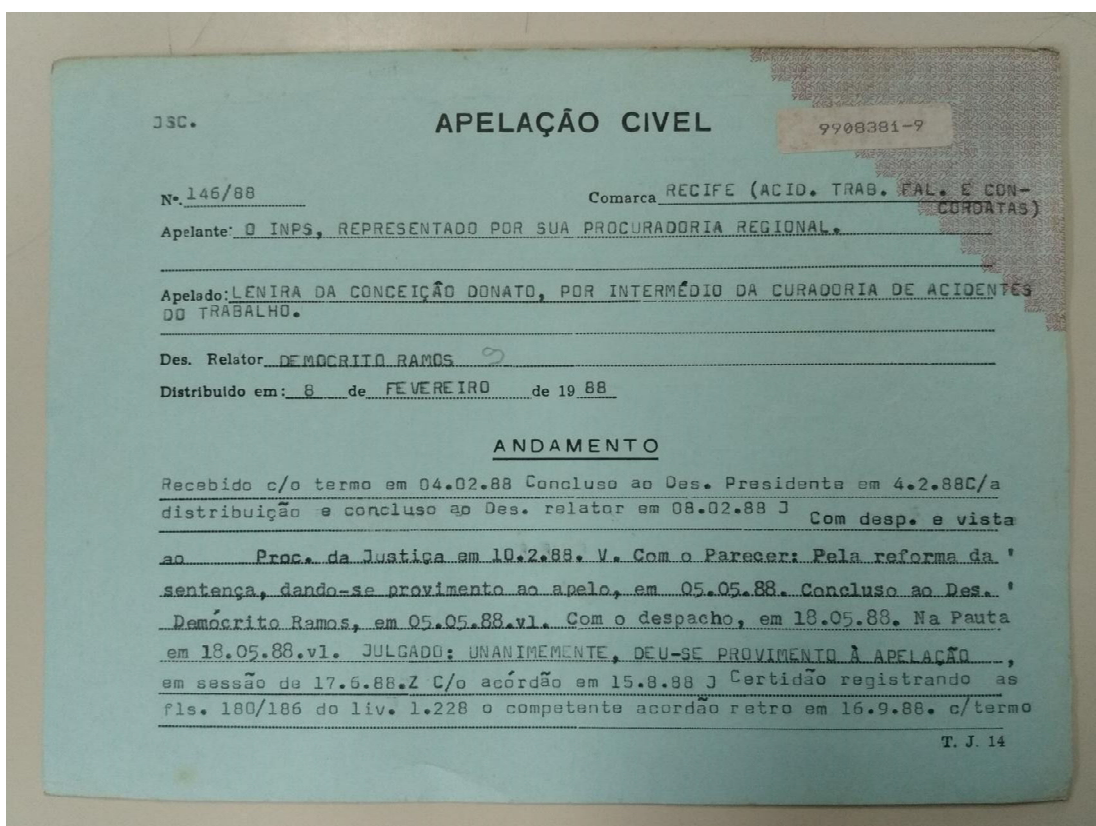 JSC.
APELAÇÃO CIVEL
9908381-9
Nº. 146/88
Comarca RECIFE (ACID. TRAB. FAL. E CON-
CORDATAS)
Apelante: O INPS, REPRESENTADO POR SUA PROCURADORIA REGIONAL.
Apelado: LENIRA DA CONCEIÇÃO DONATO, POR INTERMÉDIO DA CURADORIA DE ACIDENTES
DO TRABALHO.
Des. Relator DEMOCRITO RAMOS
Distribuido em: 8 de FEVEREIRO de 19 88
ANDAMENTO
Recebido c/o termo em 04.02.88 Concluso ao Des. Presidente em 4.2.88C/a
distribuição e concluso ao Des. relator em 08.02.88 J Com desp. e vista
ao Proc. da Justiça em 10.2.88. V. Com o Parecer: Pela reforma da '
sentença, dando-se provimento ao apelo, em 05.05.88. Concluso ao Des. '
Demócrito Ramos, em 05.05.88.vl. Com o despacho, em 18.05.88. Na Pauta
em 18.05.88.vl. JULGADO: UNANIMEMENTE, DEU-SE PROVIMENTO À APELAÇÃO ,
em sessão de 17.6.88.Z C/o acórdão em 15.8.88 J Certidão registrando as
fls. 180/186 do liv. 1.228 o competente acordão retro em 16.9.88. c/termo
T. J. 14